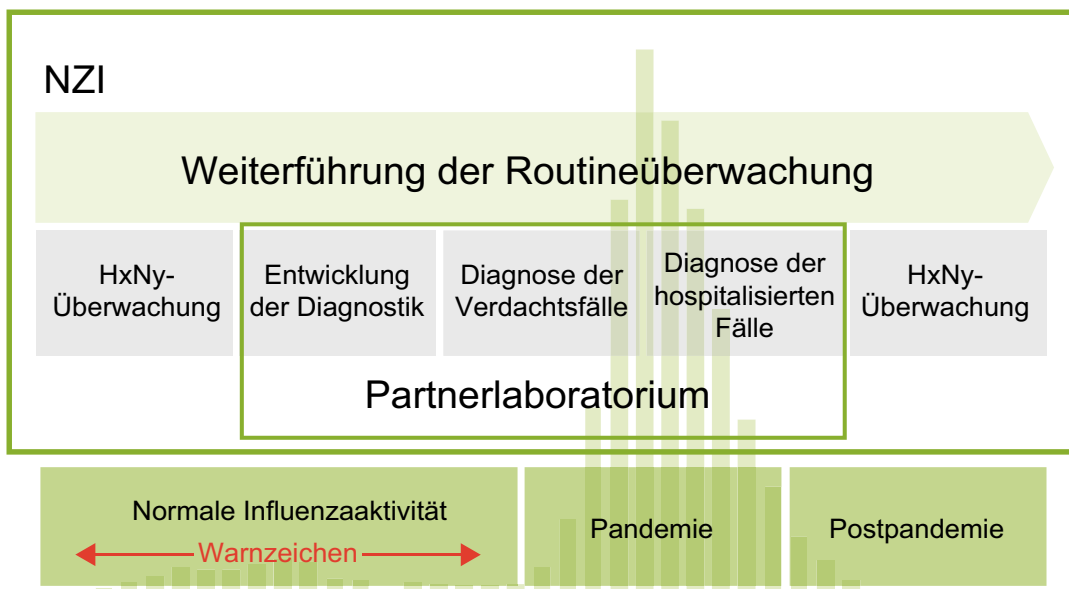 NZI
Weiterführung der Routineüberwachung
HxNy-
Überwachung
Entwicklung
der Diagnostik
Diagnose der
Verdachtsfälle
Diagnose der
hospitalisierten
Fälle
HxNy-
Überwachung
Partnerlaboratorium
Normale Influenzaaktivität
Warnzeichen
Pandemie
Postpandemie